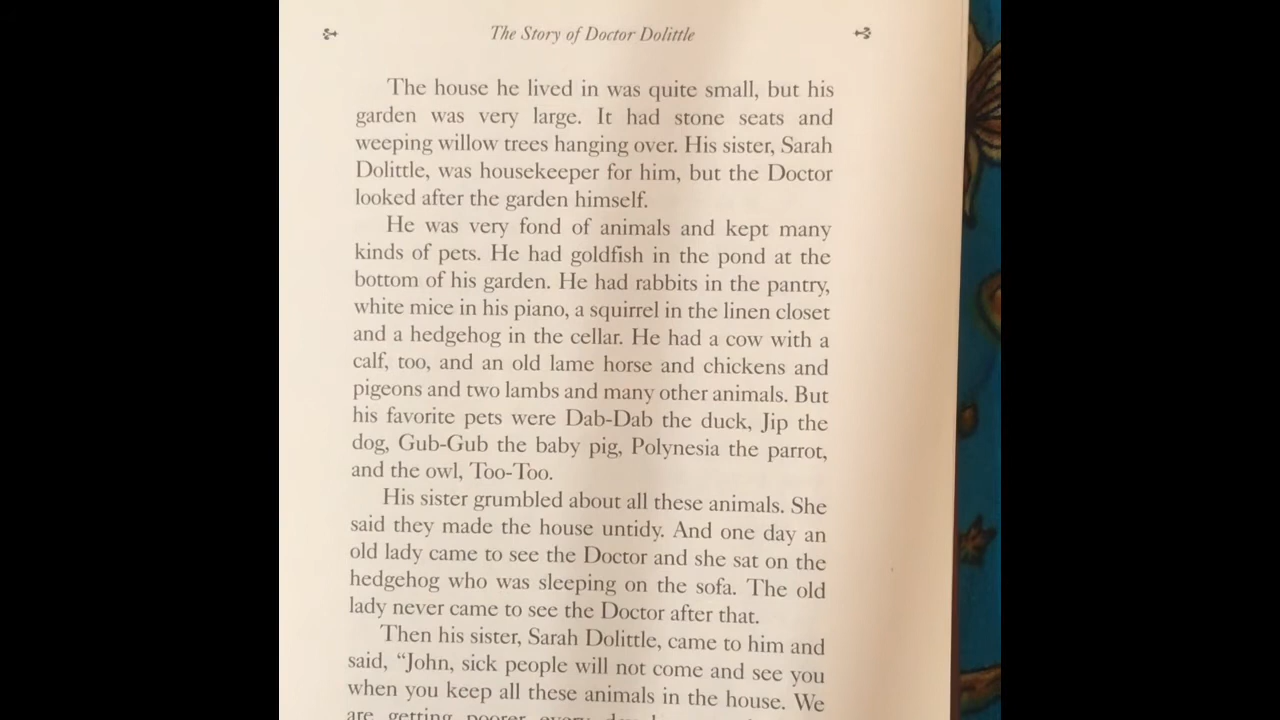 The Story of Doctor Dolittle
The house he lived in was quite small, but his
garden was very large. It had stone seats and
weeping willow trees hanging over. His sister, Sarah
Dolittle, was housekeeper for him, but the Doctor
looked after the garden himself.
He was very fond of animals and kept many
kinds of pets. He had goldfish in the pond at the
bottom of his garden. He had rabbits in the pantry,
white mice in his piano, a squirrel in the linen closet
and a hedgehog in the cellar. He had a cow with a
calf, too, and an old lame horse and chickens and
pigeons and two lambs and many other animals. But
his favorite pets were Dab-Dab the duck, Jip the
dog, Gub-Gub the baby pig, Polynesia the parrot,
and the owl, Too-Too.
His sister grumbled about all these animals. She
said they made the house untidy. And one day an
old lady came to see the Doctor and she sat on the
hedgehog who was sleeping on the sofa. The old
lady never came to see the Doctor after that.
Then his sister, Sarah Dolittle, came to him and
said, “John, sick people will not come and see you
when you keep all these animals in the house. We
are getting poorer every